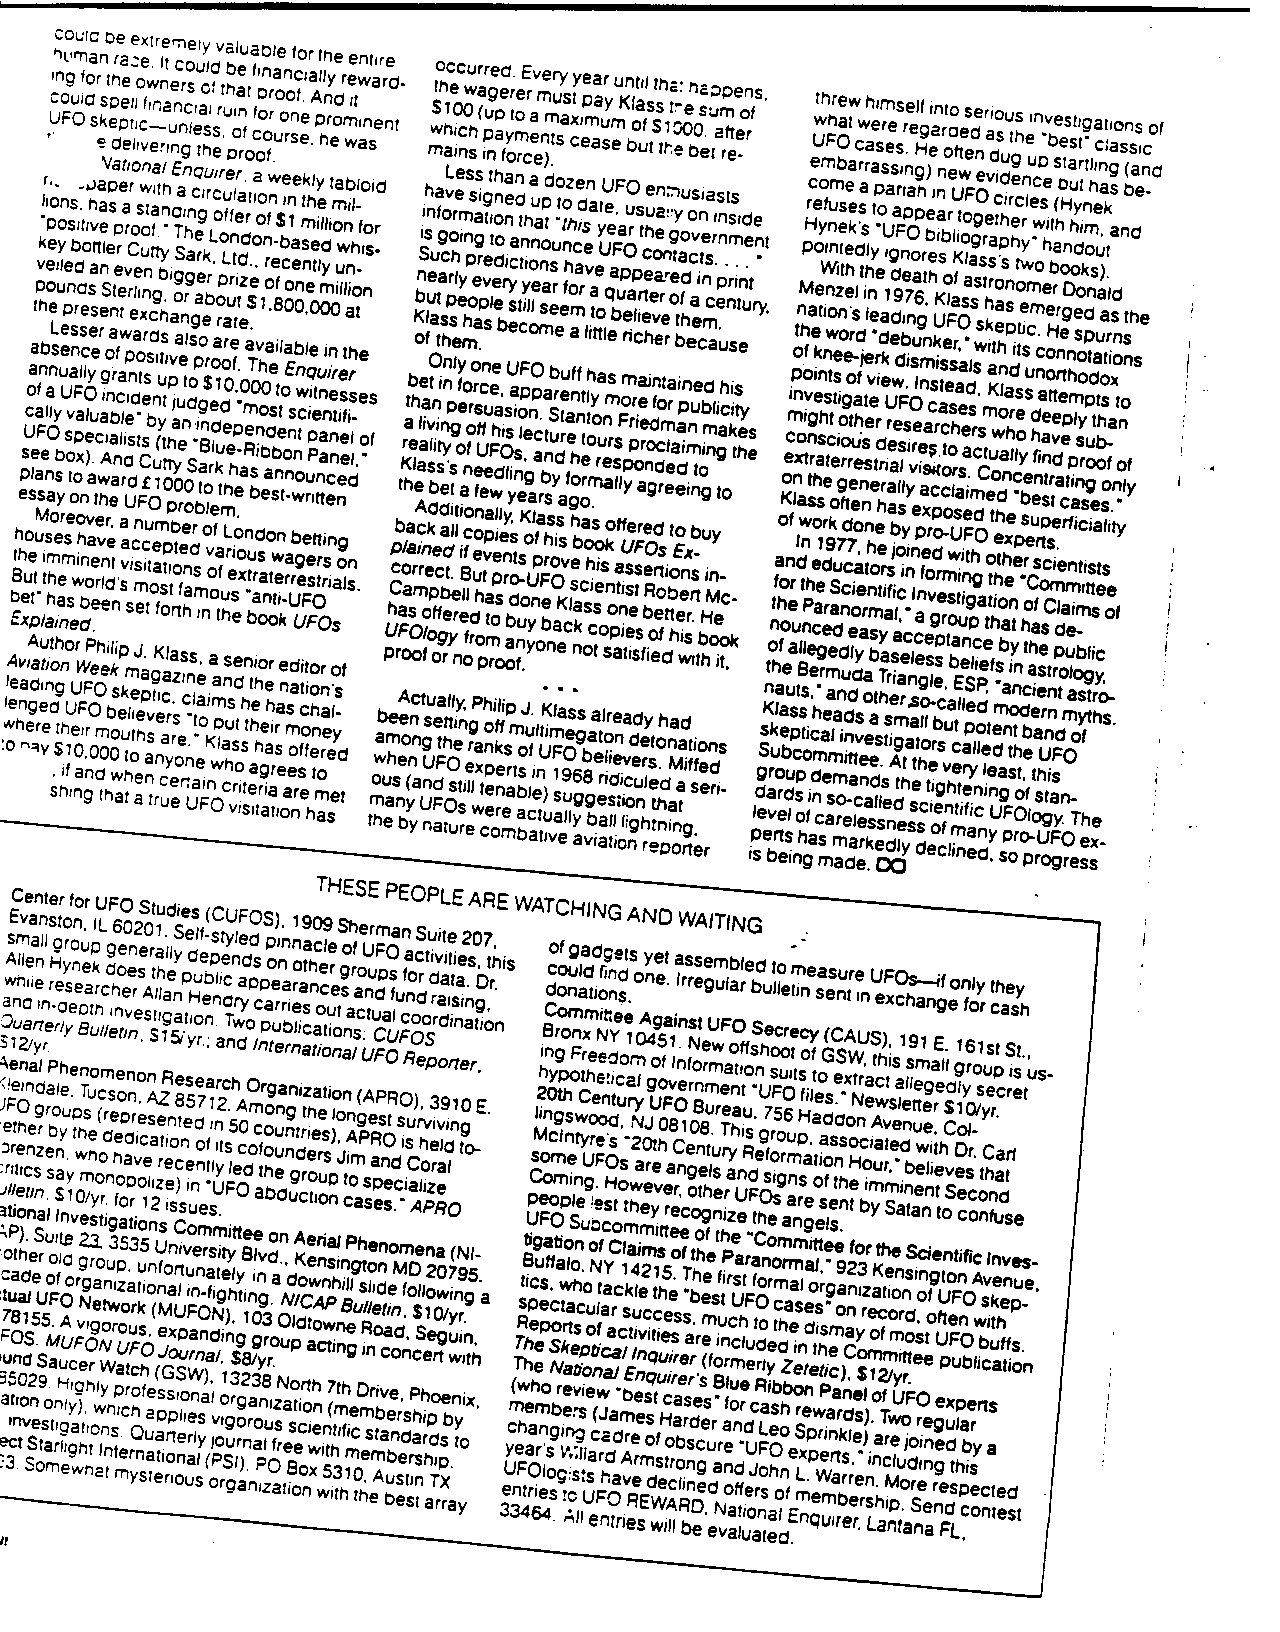 could be extremely valuable for the entire
human race. It could be financially reward-
ing for the owners of that proof. And it
could spell financial ruin for one prominent
UFO skeptic—unless, of course, he was
delivering the proof.
National Enquirer, a weekly tabloid
paper with a circulation in the mil-
lions, has a standing offer of $1 million for
"positive proof." The London-based whis-
key bottler Cutty Sark, Ltd., recently un-
veiled an even bigger prize of one million
pounds Sterling, or about $1,800,000 at
the present exchange rate.
Lesser awards also are available in the
absence of positive proof. The Enquirer
annually grants up to $10,000 to witnesses
of a UFO incident judged "most scientifi-
cally valuable" by an independent panel of
UFO specialists (the "Blue-Ribbon Panel,"
see box). And Cutty Sark has announced
plans to award £1000 to the best-written
essay on the UFO problem.
Moreover, a number of London betting
houses have accepted various wagers on
the imminent visitations of extraterrestrials.
But the world's most famous "anti-UFO
bet" has been set forth in the book UFOs
Explained.
Author Philip J. Klass, a senior editor of
Aviation Week magazine and the nation's
leading UFO skeptic, claims he has chal-
lenged UFO believers "to put their money
where their mouths are." Klass has offered
to pay $10,000 to anyone who agrees to
, if and when certain criteria are met
shing that a true UFO visitation has
occurred. Every year until that happens,
the wagerer must pay Klass the sum of
$100 (up to a maximum of $1000, after
which payments cease but the bet re-
mains in force).
Less than a dozen UFO enthusiasts
have signed up to date, usually on inside
information that "this year the government
is going to announce UFO contacts. . . . "
Such predictions have appeared in print
nearly every year for a quarter of a century,
but people still seem to believe them.
Klass has become a little richer because
of them.
Only one UFO buff has maintained his
bet in force, apparently more for publicity
than persuasion. Stanton Friedman makes
a living off his lecture tours proclaiming the
reality of UFOs, and he responded to
Klass's needling by formally agreeing to
the bet a few years ago.
Additionally, Klass has offered to buy
back all copies of his book UFOs Ex-
plained if events prove his assertions in-
correct. But pro-UFO scientist Robert Mc-
Campbell has done Klass one better. He
has offered to buy back copies of his book
UFOlogy from anyone not satisfied with it,
proof or no proof.
• • •
Actually, Philip J. Klass already had
been setting off multimegaton detonations
among the ranks of UFO believers. Miffed
when UFO experts in 1968 ridiculed a seri-
ous (and still tenable) suggestion that
many UFOs were actually ball lightning,
the by nature combative aviation reporter
threw himself into serious investigations of
what were regarded as the "best" classic
UFO cases. He often dug up startling (and
embarrassing) new evidence but has be-
come a pariah in UFO circles (Hynek
refuses to appear together with him, and
Hynek's "UFO bibliography" handout
pointedly ignores Klass's two books).
With the death of astronomer Donald
Menzel in 1976, Klass has emerged as the
nation's leading UFO skeptic. He spurns
the word "debunker," with its connotations
of knee-jerk dismissals and unorthodox
points of view. Instead, Klass attempts to
investigate UFO cases more deeply than
might other researchers who have sub-
conscious desires to actually find proof of
extraterrestrial visitors. Concentrating only
on the generally acclaimed "best cases."
Klass often has exposed the superficiality
of work done by pro-UFO experts.
In 1977, he joined with other scientists
and educators in forming the "Committee
for the Scientific Investigation of Claims of
the Paranormal," a group that has de-
nounced easy acceptance by the public
of allegedly baseless beliefs in astrology,
the Bermuda Triangle, ESP, "ancient astro-
nauts," and other so-called modern myths.
Klass heads a small but potent band of
skeptical investigators called the UFO
Subcommittee. At the very least, this
group demands the tightening of stan-
dards in so-called scientific UFOlogy. The
level of carelessness of many pro-UFO ex-
perts has markedly declined, so progress
is being made.
THESE PEOPLE ARE WATCHING AND WAITING
Center for UFO Studies (CUFOS), 1909 Sherman Suite 207,
Evanston, IL 60201. Self-styled pinnacle of UFO activities, this
small group generally depends on other groups for data. Dr.
Allen Hynek does the public appearances and fund raising,
while researcher Allan Hendry carries out actual coordination
and in-depth investigation. Two publications: CUFOS
Quarterly Bulletin, $15/yr.; and International UFO Reporter,
$12/yr.
Aerial Phenomenon Research Organization (APRO), 3910 E.
Kleindale, Tucson, AZ 85712. Among the longest surviving
UFO groups (represented in 50 countries), APRO is held to-
ether by the dedication of its cofounders Jim and Coral
orenzen, who have recently led the group to specialize
critics say monopolize) in "UFO abduction cases." APRO
ulletin, $10/yr. for 12 issues.
ational Investigations Committee on Aerial Phenomena (NI-
AP), Suite 23, 3535 University Blvd., Kensington MD 20795.
other old group, unfortunately in a downhill slide following a
cade of organizational in-fighting. NICAP Bulletin, $10/yr.
tual UFO Network (MUFON), 103 Oldtowne Road, Seguin,
78155. A vigorous, expanding group acting in concert with
FOS. MUFON UFO Journal, $8/yr.
ound Saucer Watch (GSW), 13238 North 7th Drive, Phoenix,
85029. Highly professional organization (membership by
ation only), which applies vigorous scientific standards to
investigations. Quarterly journal free with membership.
ect Starlight International (PSI), PO Box 5310, Austin TX
3. Somewhat mysterious organization with the best array
of gadgets yet assembled to measure UFOs—if only they
could find one. Irregular bulletin sent in exchange for cash
donations.
Committee Against UFO Secrecy (CAUS), 191 E. 161st St.,
Bronx NY 10451. New offshoot of GSW, this small group is us-
ing Freedom of Information suits to extract allegedly secret
hypothetical government "UFO files." Newsletter $10/yr.
20th Century UFO Bureau, 756 Haddon Avenue, Col-
lingswood, NJ 08108. This group, associated with Dr. Carl
McIntyre's "20th Century Reformation Hour," believes that
some UFOs are angels and signs of the imminent Second
Coming. However, other UFOs are sent by Satan to confuse
people lest they recognize the angels.
UFO Subcommittee of the "Committee for the Scientific Inves-
tigation of Claims of the Paranormal," 923 Kensington Avenue,
Buffalo, NY 14215. The first formal organization of UFO skep-
tics, who tackle the "best UFO cases" on record, often with
spectacular success, much to the dismay of most UFO buffs.
Reports of activities are included in the Committee publication
The Skeptical Inquirer (formerly Zetetic), $12/yr.
The National Enquirer's Blue Ribbon Panel of UFO experts
(who review "best cases" for cash rewards). Two regular
members (James Harder and Leo Sprinkle) are joined by a
changing cadre of obscure "UFO experts," including this
year's Willard Armstrong and John L. Warren. More respected
UFOlogists have declined offers of membership. Send contest
entries to UFO REWARD, National Enquirer, Lantana FL,
33464. All entries will be evaluated.